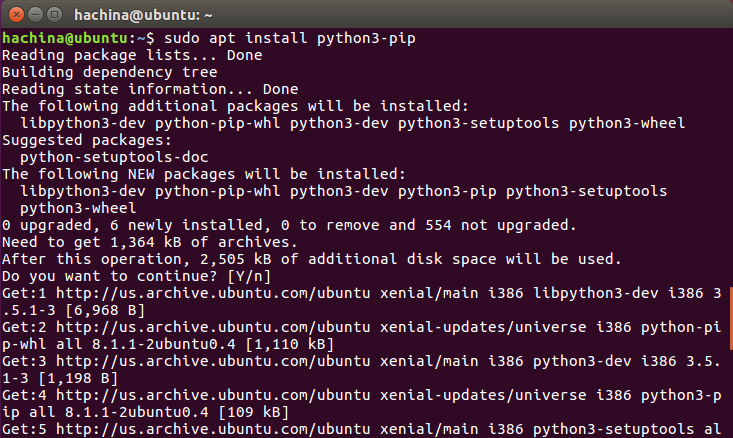 hachina@ubuntu: ~
hachina@ubuntu:~$ sudo apt install python3-pip
Reading package lists... Done
Building dependency tree
Reading state information... Done
The following additional packages will be installed:
  libpython3-dev python-pip-whl python3-dev python3-setuptools python3-wheel
Suggested packages:
  python-setuptools-doc
The following NEW packages will be installed:
  libpython3-dev python-pip-whl python3-dev python3-pip python3-setuptools
  python3-wheel
0 upgraded, 6 newly installed, 0 to remove and 554 not upgraded.
Need to get 1,364 kB of archives.
After this operation, 2,505 kB of additional disk space will be used.
Do you want to continue? [Y/n]
Get:1 http://us.archive.ubuntu.com/ubuntu xenial/main i386 libpython3-dev i386 3
.5.1-3 [6,968 B]
Get:2 http://us.archive.ubuntu.com/ubuntu xenial-updates/universe i386 python-pi
p-whl all 8.1.1-2ubuntu0.4 [1,110 kB]
Get:3 http://us.archive.ubuntu.com/ubuntu xenial/main i386 python3-dev i386 3.5.
1-3 [1,198 B]
Get:4 http://us.archive.ubuntu.com/ubuntu xenial-updates/universe i386 python3-p
ip all 8.1.1-2ubuntu0.4 [109 kB]
Get:5 http://us.archive.ubuntu.com/ubuntu xenial/main i386 python3-setuptools al